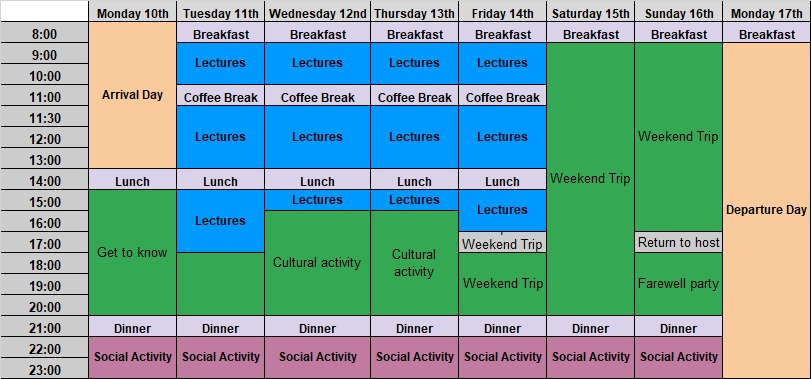 Monday 10th Tuesday 11th Wednesday 12nd Thursday 13th Friday 14th Saturday 15th Sunday 16th Monday 17th
8:00 Breakfast Breakfast Breakfast Breakfast Breakfast Breakfast Breakfast
9:00
Lectures Lectures Lectures Lectures
10:00
Arrival Day
11:00 Coffee Break Coffee Break Coffee Break Coffee Break
11:30
12:00 Lectures Lectures Lectures Lectures Weekend Trip
13:00
14:00 Lunch Lunch Lunch Lunch Lunch Weekend Trip
15:00 Lectures Lectures
Lectures Lectures Departure Day
16:00
17:00 Weekend Trip Return to host
Get to know Cultural activity Cultural
activity
18:00
19:00 Weekend Trip Farewell party
20:00
21:00 Dinner Dinner Dinner Dinner Dinner Dinner Dinner
22:00
Social Activity Social Activity Social Activity Social Activity Social Activity Social Activity Social Activity
23:00